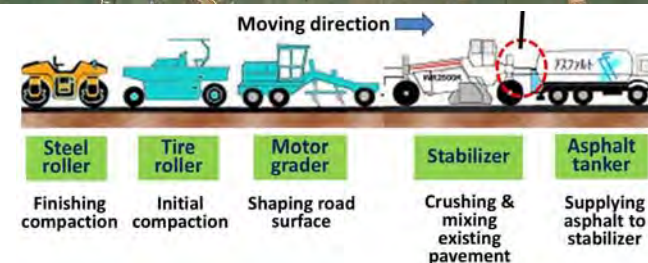 Moving direction
WR2000X
アスファルト
Steel
roller
Tire
roller
Motor
grader
Stabilizer
Asphalt
tanker
Finishing
compaction
Initial
compaction
Shaping road
surface
Crushing &
mixing
existing
pavement
Supplying
asphalt to
stabilizer